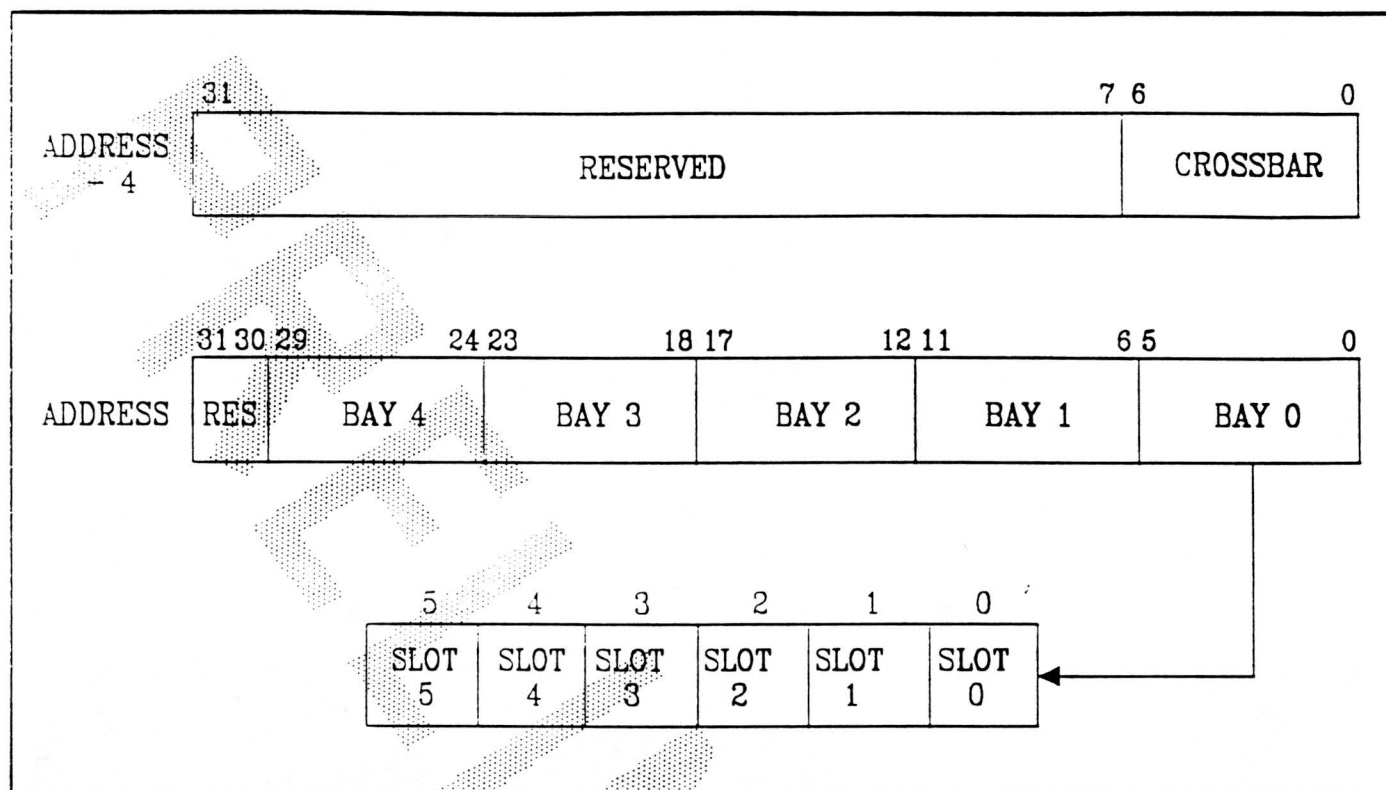 31 7 6 0
ADDRESS
- 4
RESERVED CROSSBAR
31 30 29 24 23 18 17 12 11 6 5 0
ADDRESS RES BAY 4 BAY 3 BAY 2 BAY 1 BAY 0
5 4 3 2 1 0
SLOT SLOT SLOT SLOT SLOT SLOT
5 4 3 2 1 0